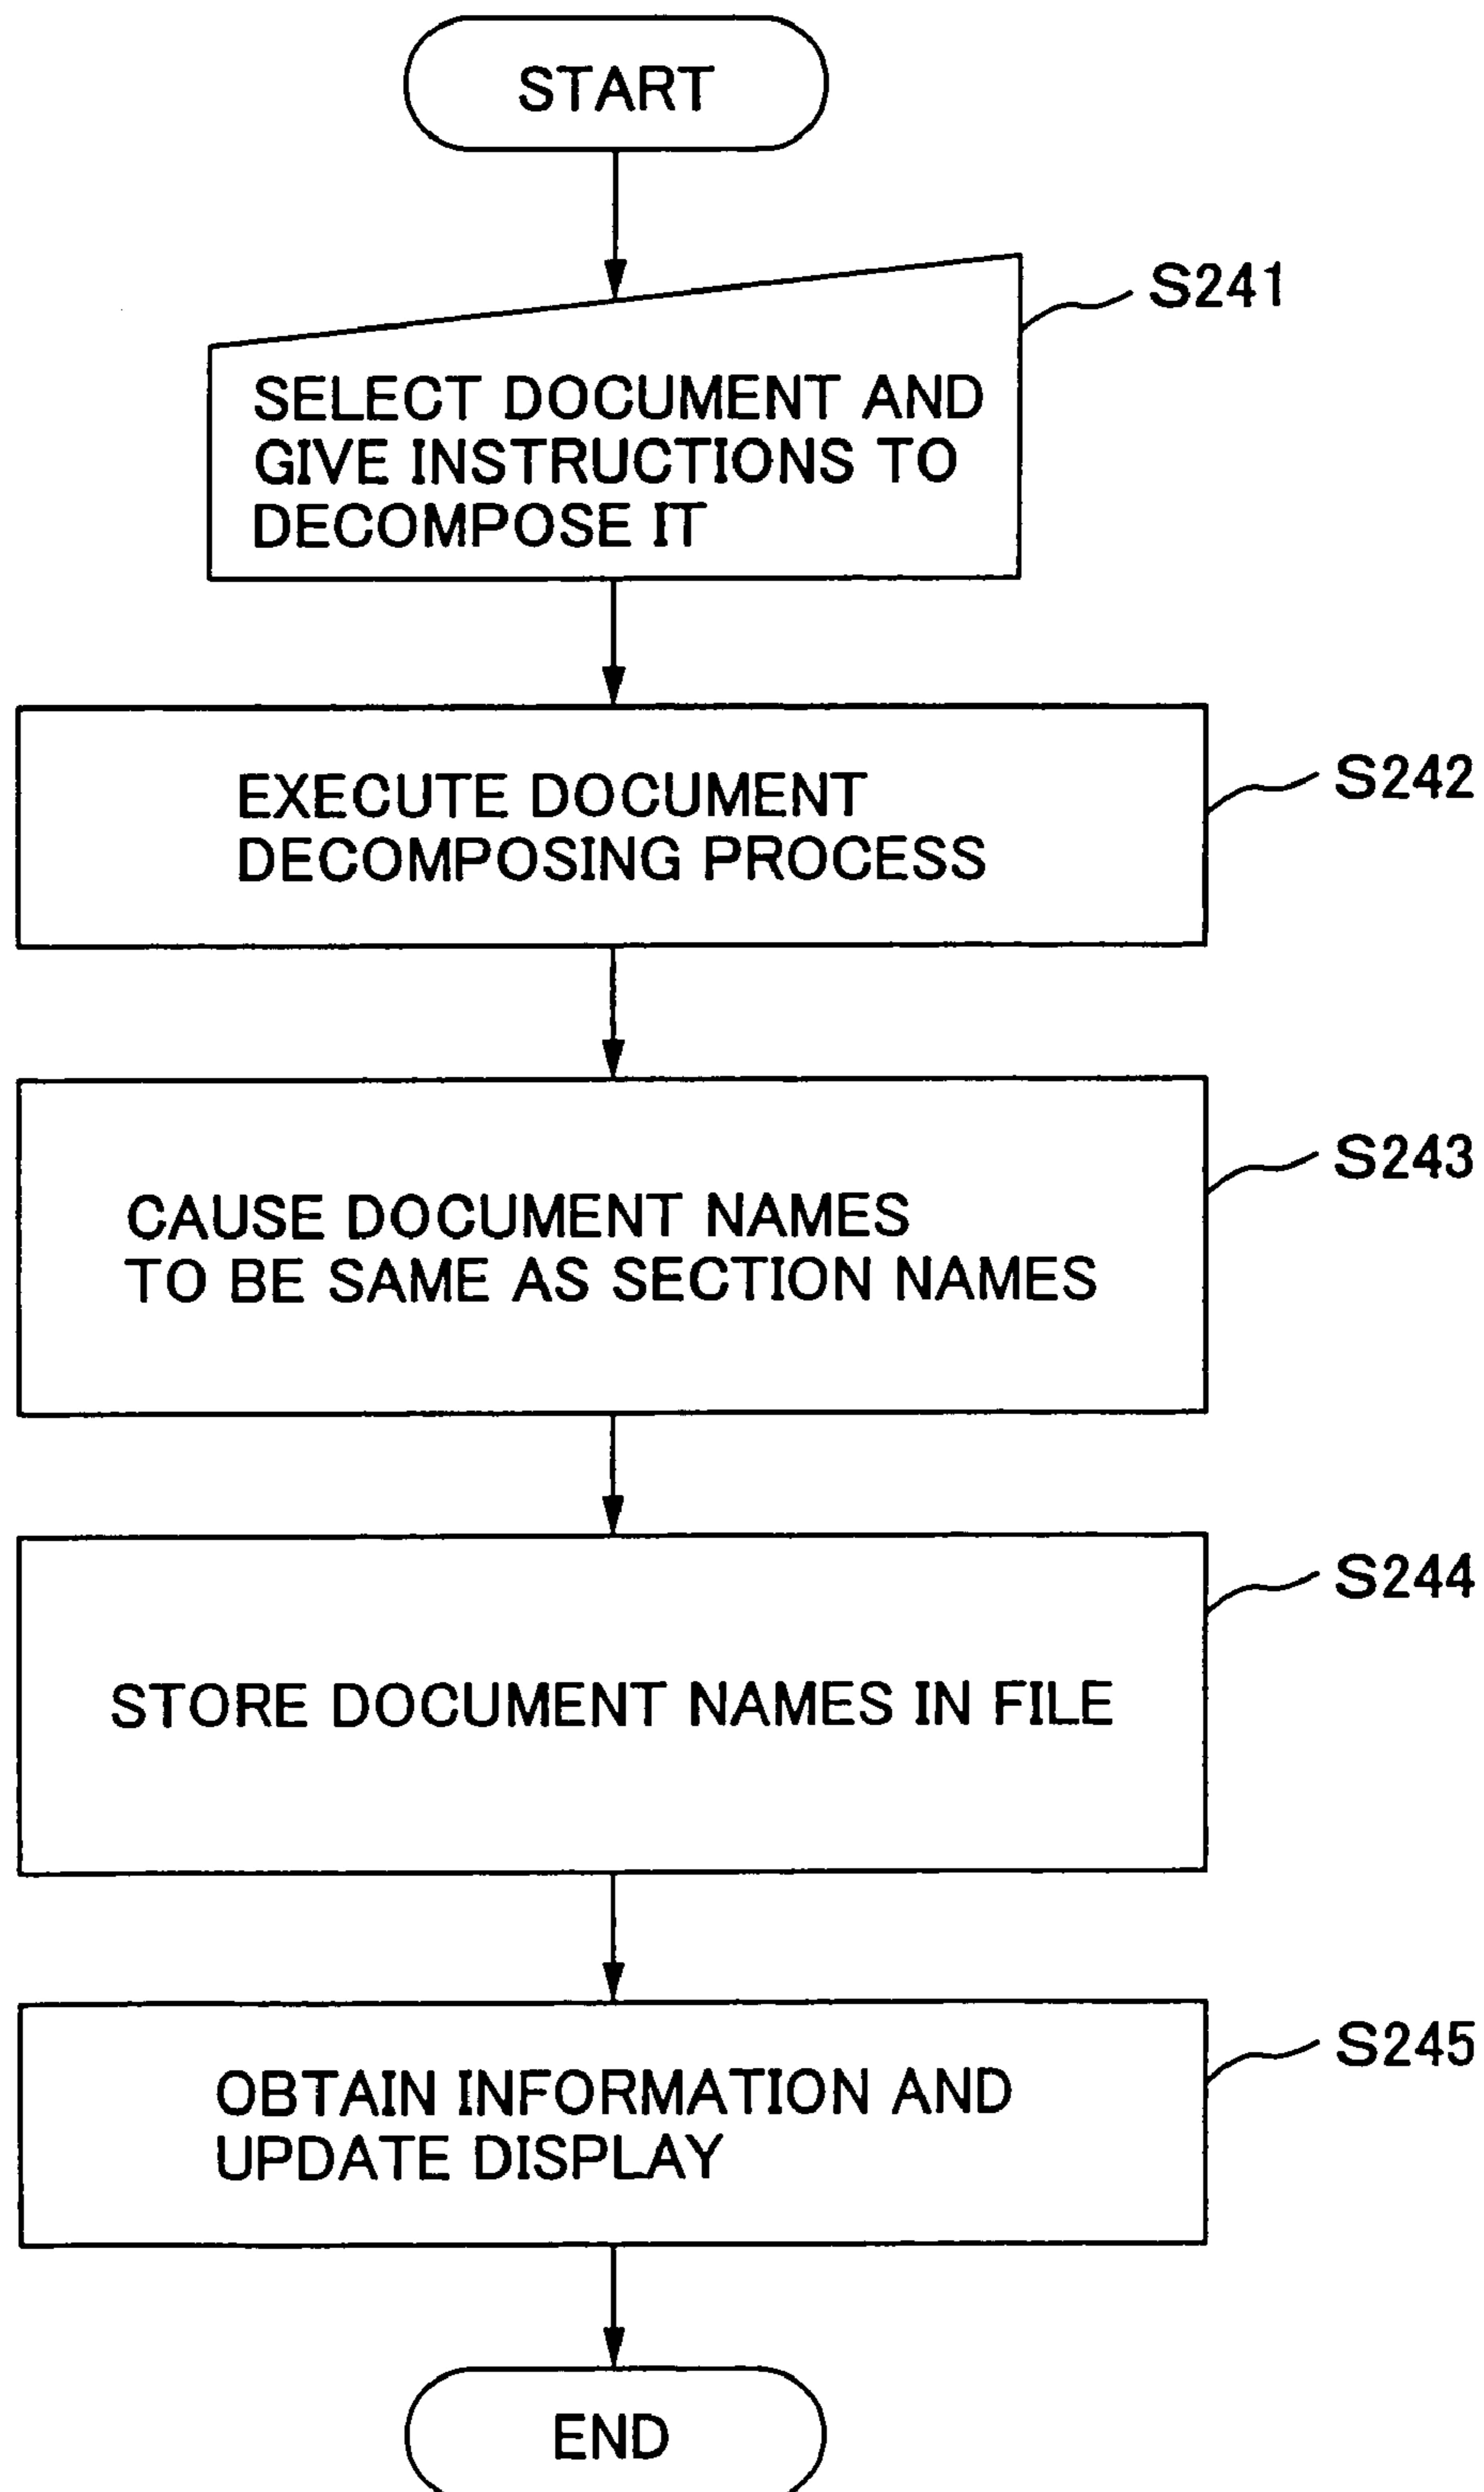 START
S241
SELECT DOCUMENT AND
GIVE INSTRUCTIONS TO
DECOMPOSE IT
S242
EXECUTE DOCUMENT
DECOMPOSING PROCESS
S243
CAUSE DOCUMENT NAMES
TO BE SAME AS SECTION NAMES
S244
STORE DOCUMENT NAMES IN FILE
S245
OBTAIN INFORMATION AND
UPDATE DISPLAY
END